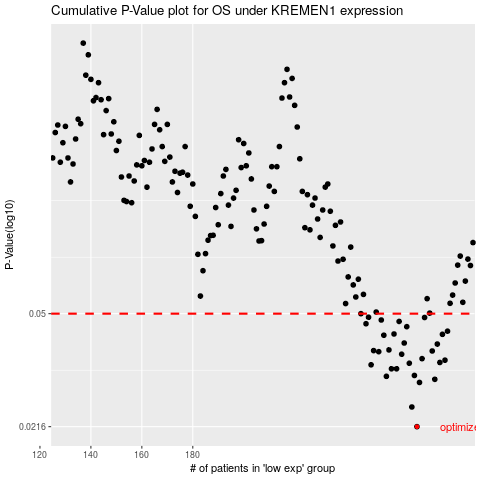 Cumulative P-Value plot for OS under KREMEN1 expression
P-Value(log10)
0.05
0.0216
optimize
120 140 160 180
# of patients in 'low exp' group